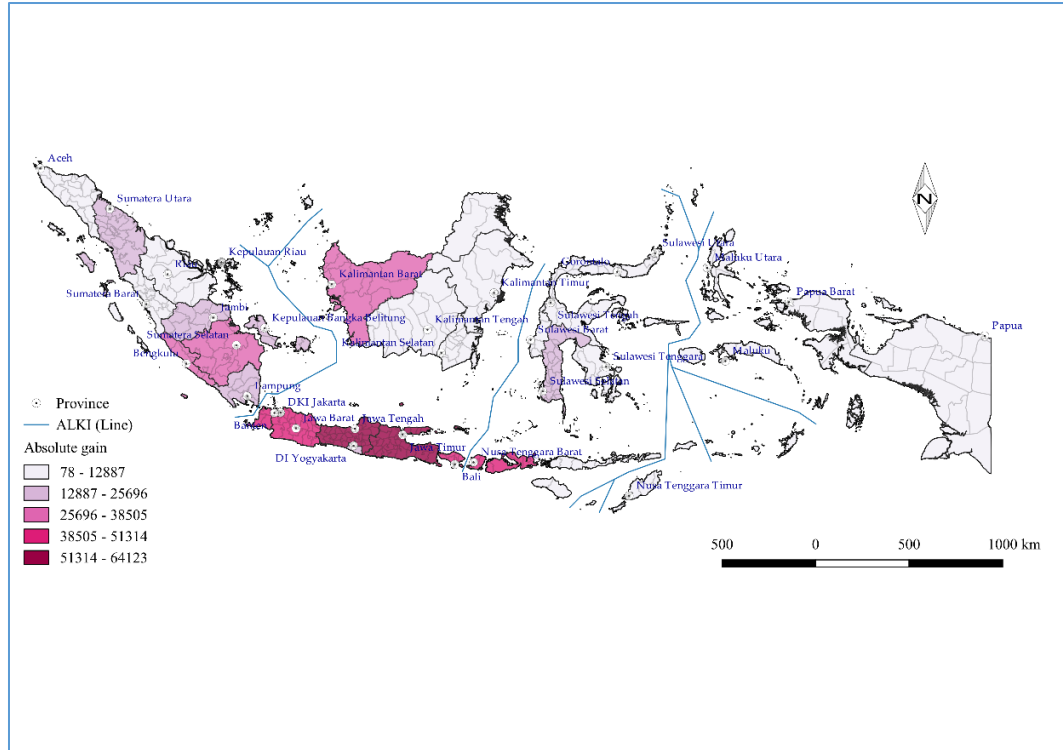 Aceh
Sumatera Utara
N
Kepulauan Riau
Riau
Sulawesi Utara
Gorontalo
Maluku Utara
Kalimantan Barat
Kalimantan Timur
Sumatera Barat
Papua Barat
Jambi
Kepulauan Bangka Belitung
Kalimantan Tengah
Sulawesi Tengah
Sulawesi Barat
Papua
Sumatera Selatan
Kalimantan Selatan
Bengkulu
Sulawesi Tenggara
Maluku
Lampung
Sulawesi Selatan
DKI Jakarta
Banten
Jawa Barat
Jawa Tengah
Jawa Timur
DI Yogyakarta
Nusa Tenggara Barat
Bali
Nusa Tenggara Timur
Province
ALKI (Line)
Absolute gain
78 - 12887
12887 - 25696
25696 - 38505
38505 - 51314
51314 - 64123
500 0 500 1000 km